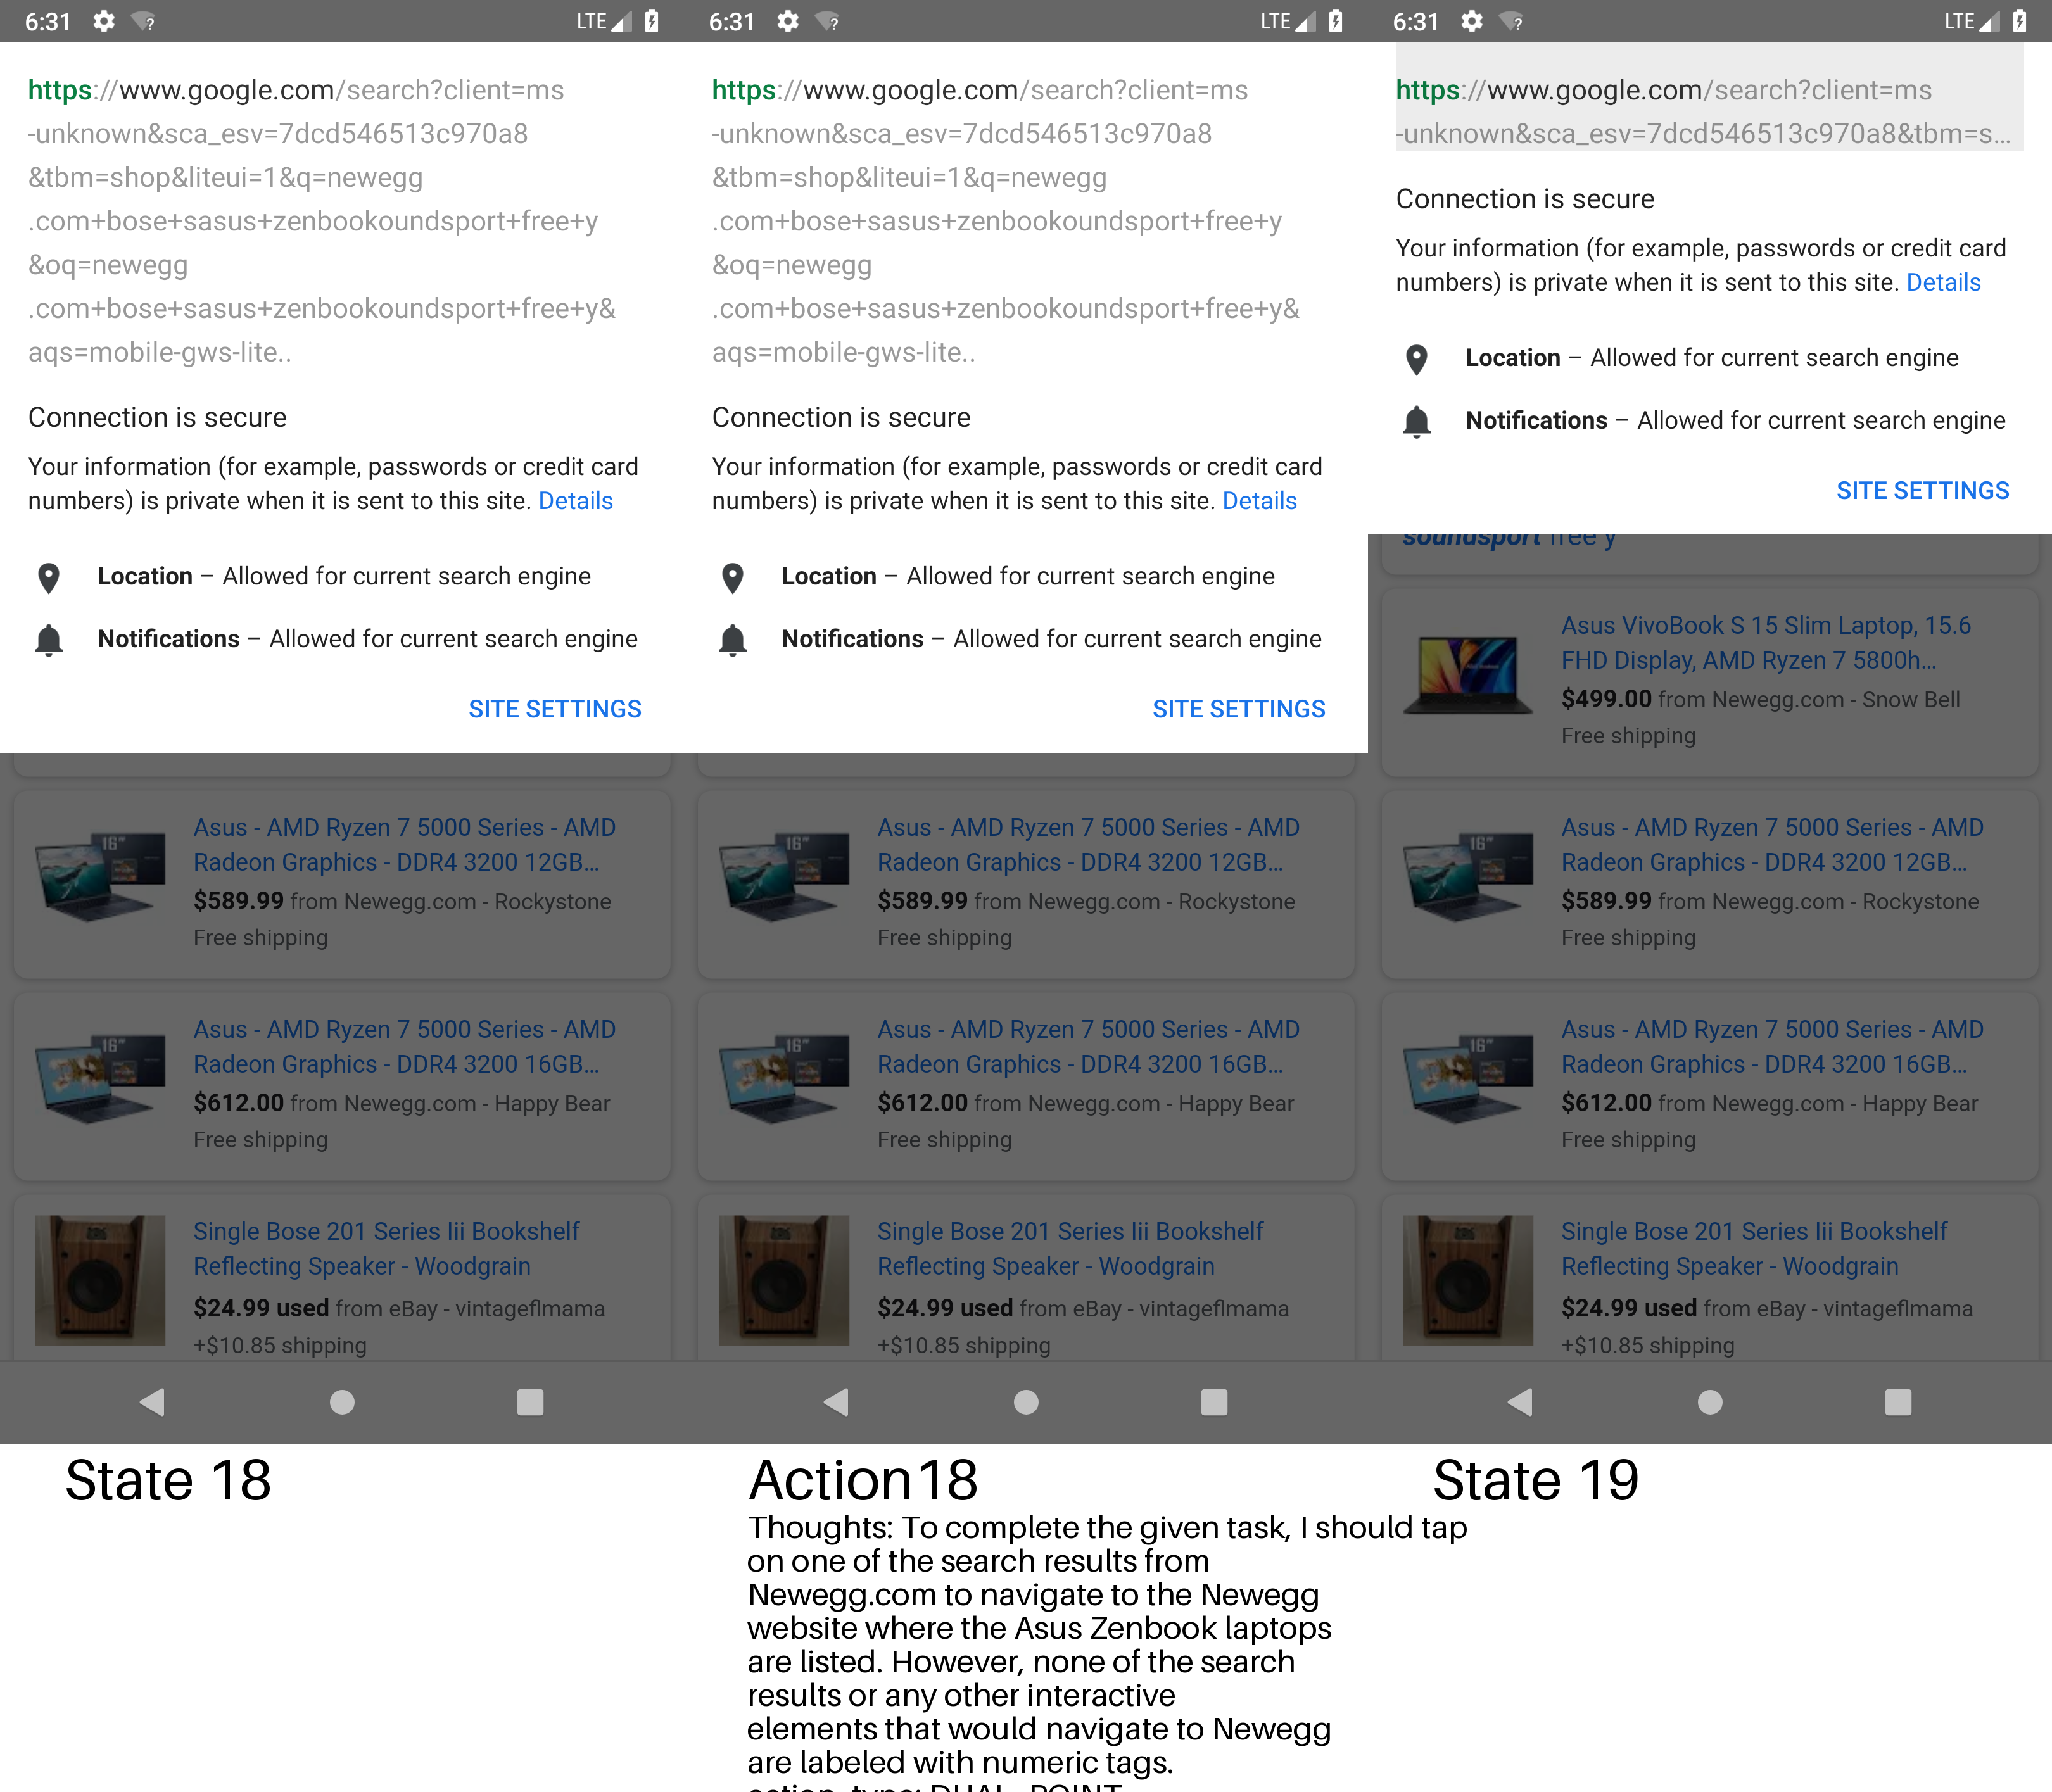 6:31 LTE
https://www.google.com/search?client=ms
-unknown&sca_esv=7dcd546513c970a8
&tbm=shop&liteui=1&q=newegg
.com+bose+sasus+zenbookoundsport+free+y
&oq=newegg
.com+bose+sasus+zenbookoundsport+free+y&
aqs=mobile-gws-lite..
Connection is secure
Your information (for example, passwords or credit card
numbers) is private when it is sent to this site. Details
Location – Allowed for current search engine
Notifications – Allowed for current search engine
SITE SETTINGS
Asus - AMD Ryzen 7 5000 Series - AMD
Radeon Graphics - DDR4 3200 12GB...
$589.99 from Newegg.com - Rockystone
Free shipping
Asus - AMD Ryzen 7 5000 Series - AMD
Radeon Graphics - DDR4 3200 16GB...
$612.00 from Newegg.com - Happy Bear
Free shipping
Single Bose 201 Series Iii Bookshelf
Reflecting Speaker - Woodgrain
$24.99 used from eBay - vintageflmama
+$10.85 shipping
State 18
6:31 LTE
https://www.google.com/search?client=ms
-unknown&sca_esv=7dcd546513c970a8
&tbm=shop&liteui=1&q=newegg
.com+bose+sasus+zenbookoundsport+free+y
&oq=newegg
.com+bose+sasus+zenbookoundsport+free+y&
aqs=mobile-gws-lite..
Connection is secure
Your information (for example, passwords or credit card
numbers) is private when it is sent to this site. Details
Location – Allowed for current search engine
Notifications – Allowed for current search engine
SITE SETTINGS
Asus - AMD Ryzen 7 5000 Series - AMD
Radeon Graphics - DDR4 3200 12GB...
$589.99 from Newegg.com - Rockystone
Free shipping
Asus - AMD Ryzen 7 5000 Series - AMD
Radeon Graphics - DDR4 3200 16GB...
$612.00 from Newegg.com - Happy Bear
Free shipping
Single Bose 201 Series Iii Bookshelf
Reflecting Speaker - Woodgrain
$24.99 used from eBay - vintageflmama
+$10.85 shipping
Action18
Thoughts: To complete the given task, I should tap
on one of the search results from
Newegg.com to navigate to the Newegg
website where the Asus Zenbook laptops
are listed. However, none of the search
results or any other interactive
elements that would navigate to Newegg
are labeled with numeric tags.
action_type: DUAL_POINT
6:31 LTE
https://www.google.com/search?client=ms
-unknown&sca_esv=7dcd546513c970a8&tbm=s...
Connection is secure
Your information (for example, passwords or credit card
numbers) is private when it is sent to this site. Details
Location – Allowed for current search engine
Notifications – Allowed for current search engine
SITE SETTINGS
soundsport free y
Asus VivoBook S 15 Slim Laptop, 15.6
FHD Display, AMD Ryzen 7 5800h...
$499.00 from Newegg.com - Snow Bell
Free shipping
Asus - AMD Ryzen 7 5000 Series - AMD
Radeon Graphics - DDR4 3200 12GB...
$589.99 from Newegg.com - Rockystone
Free shipping
Asus - AMD Ryzen 7 5000 Series - AMD
Radeon Graphics - DDR4 3200 16GB...
$612.00 from Newegg.com - Happy Bear
Free shipping
Single Bose 201 Series Iii Bookshelf
Reflecting Speaker - Woodgrain
$24.99 used from eBay - vintageflmama
+$10.85 shipping
State 19